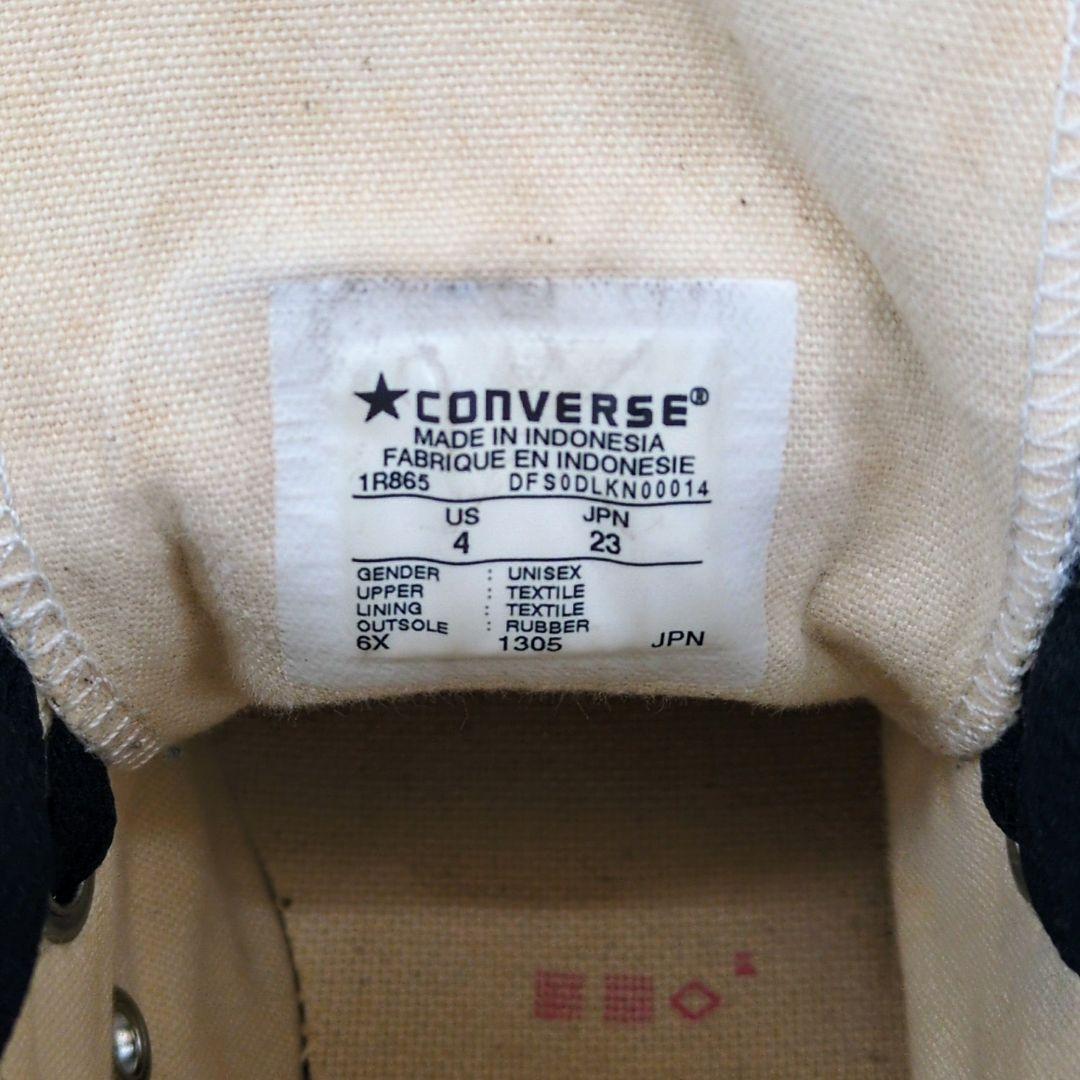 ★CONVERSE®
MADE IN INDONESIA
FABRIQUE EN INDONESIE
1R865 DFS0DLKN00014
US JPN
4 23
GENDER : UNISEX
UPPER : TEXTILE
LINING : TEXTILE
OUTSOLE : RUBBER
6X 1305 JPN